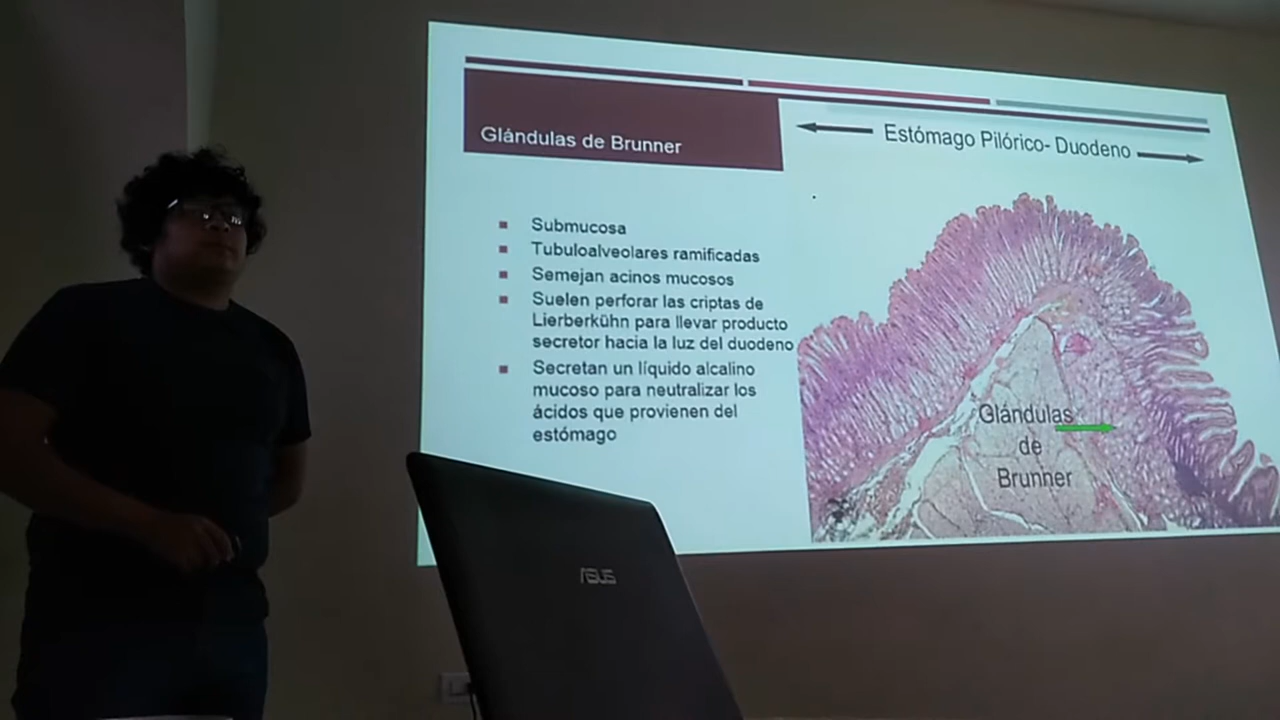 Glándulas de Brunner
Estómago Pilórico- Duodeno
Submucosa
Tubuloalveolares ramificadas
Semejan acinos mucosos
Suelen perforar las criptas de
Lierberkühn para llevar producto
secretor hacia la luz del duodeno
Secretan un líquido alcalino
mucoso para neutralizar los
ácidos que provienen del
estómago
Glándulas
de
Brunner
ASUS